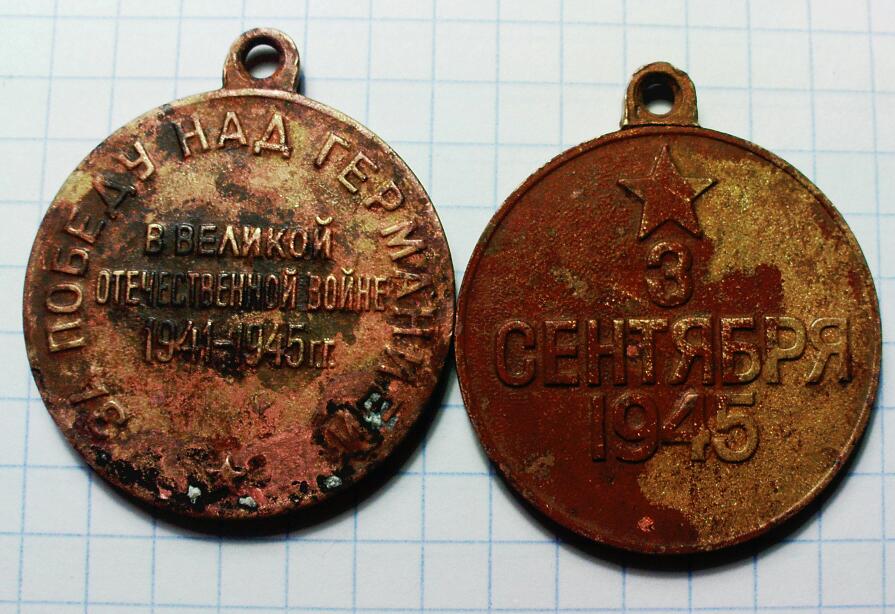 ЗА ПОБЕДУ НАД ГЕРМАНИЕЙ
В ВЕЛИКОЙ
ОТЕЧЕСТВЕННОЙ ВОЙНЕ
1941–1945 гг.
3
СЕНТЯБРЯ
1945